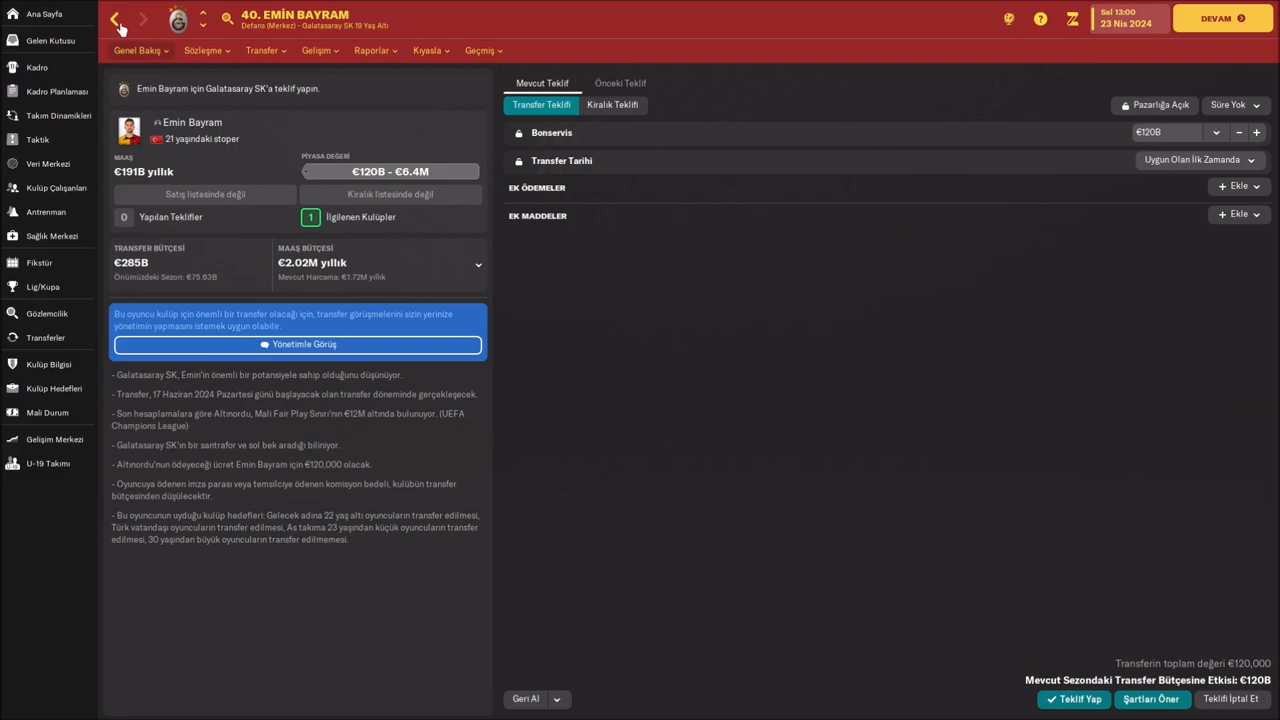 Ana Sayfa
Gelen Kutusu
Kadro
Kadro Planlaması
Takım Dinamikleri
Taktik
Veri Merkezi
Kulüp Çalışanları
Antrenman
Sağlık Merkezi
Fikstür
Lig/Kupa
Gözlemcilik
Transferler
Kulüp Bilgisi
Kulüp Hedefleri
Mali Durum
Gelişim Merkezi
U-19 Takımı
40. EMİN BAYRAM
Defans (Merkez) - Galatasaray SK 19 Yaş Altı
Sal 13:00
23 Nis 2024
DEVAM
Genel Bakış
Sözleşme
Transfer
Gelişim
Raporlar
Kıyasla
Geçmiş
Emin Bayram için Galatasaray SK'a teklif yapın.
Emin Bayram
21 yaşındaki stoper
MAAŞ
€191B yıllık
PİYASA DEĞERİ
€120B - €6.4M
Satış listesinde değil
Kiralık listesinde değil
0 Yapılan Teklifler
1 İlgilenen Kulüpler
TRANSFER BÜTÇESİ
€285B
Önümüzdeki Sezon: €75.63B
MAAŞ BÜTÇESİ
€2.02M yıllık
Mevcut Harcama: €1.72M yıllık
Bu oyuncu kulüp için önemli bir transfer olacağı için, transfer görüşmelerini sizin yerinize
yönetimin yapmasını istemek uygun olabilir.
Yönetimle Görüş
- Galatasaray SK, Emin'in önemli bir potansiyele sahip olduğunu düşünüyor.
- Transfer, 17 Haziran 2024 Pazartesi günü başlayacak olan transfer döneminde gerçekleşecek.
- Son hesaplamalara göre Altınordu, Mali Fair Play Sınırı'nın €12M altında bulunuyor. (UEFA
Champions League)
- Galatasaray SK'ın bir santrafor ve sol bek aradığı biliniyor.
- Altınordu'nun ödeyeceği ücret Emin Bayram için €120,000 olacak.
- Oyuncuya ödenen imza parası veya temsilciye ödenen komisyon bedeli, kulübün transfer
bütçesinden düşülecektir.
- Bu oyuncunun uyduğu kulüp hedefleri: Gelecek adına 22 yaş altı oyuncuların transfer edilmesi,
Türk vatandaşı oyuncuların transfer edilmesi, As takıma 23 yaşından küçük oyuncuların transfer
edilmesi, 30 yaşından büyük oyuncuların transfer edilmemesi.
Mevcut Teklif
Önceki Teklif
Transfer Teklifi
Kiralık Teklifi
Pazarlığa Açık
Süre Yok
Bonservis
€120B
Transfer Tarihi
Uygun Olan İlk Zamanda
EK ÖDEMELER
+ Ekle
EK MADDELER
+ Ekle
Transferin toplam değeri €120,000
Mevcut Sezondaki Transfer Bütçesine Etkisi: €120B
Geri Al
Teklif Yap
Şartları Öner
Teklifi İptal Et